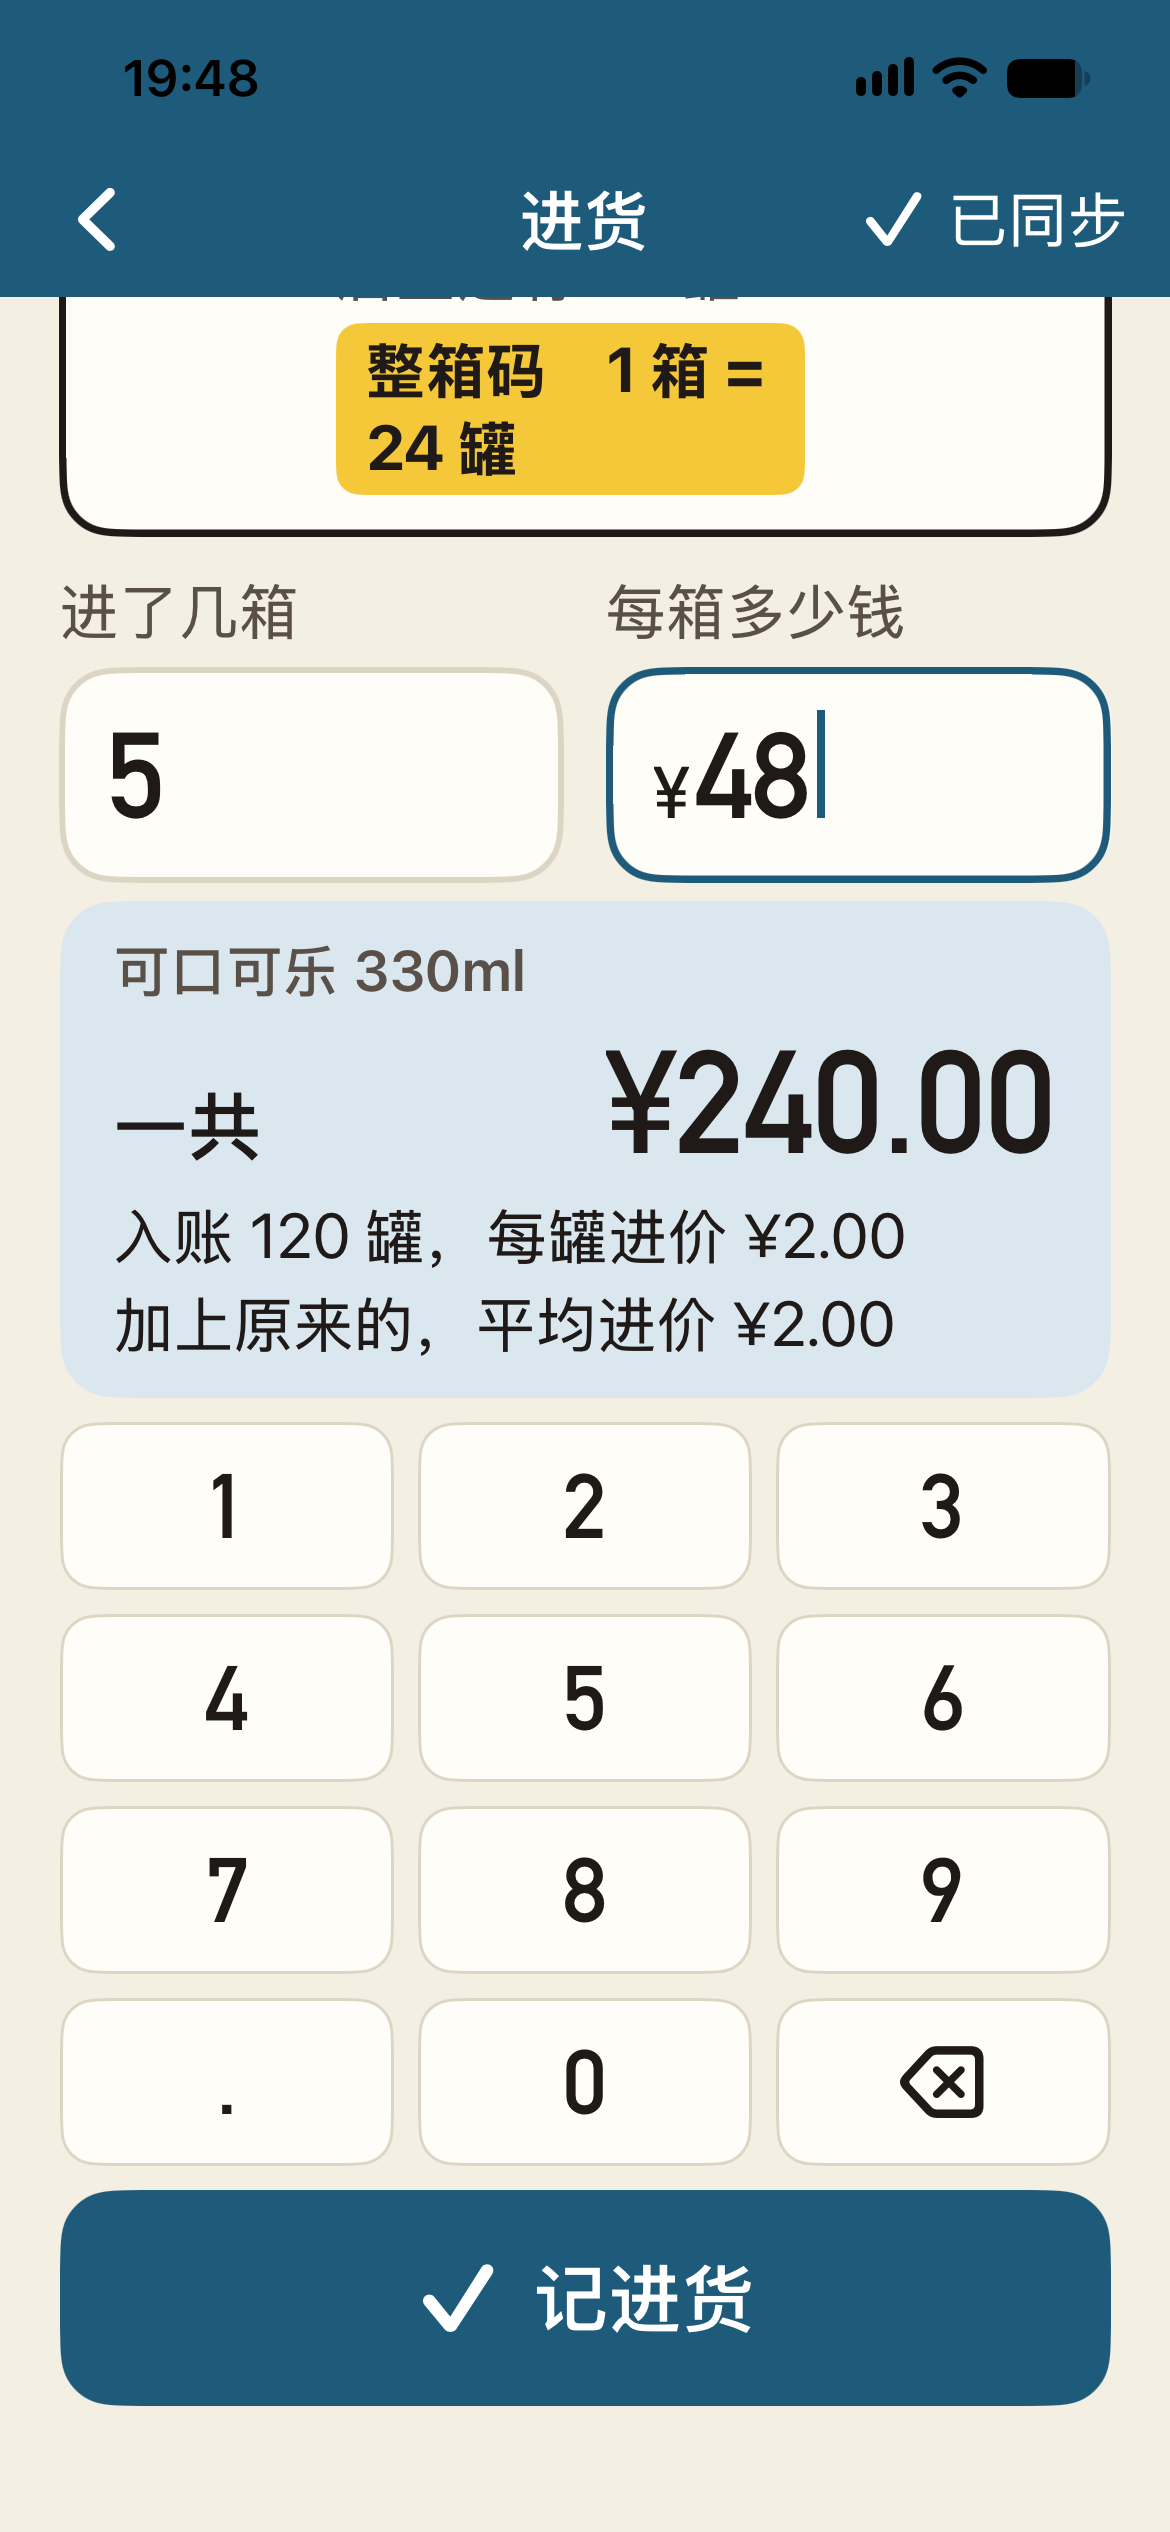 19:48
进货
已同步
整箱码 1 箱 =
24 罐
进了几箱
每箱多少钱
5
¥48
可口可乐 330ml
一共
¥240.00
入账 120 罐，每罐进价 ¥2.00
加上原来的，平均进价 ¥2.00
1
2
3
4
5
6
7
8
9
.
0
记进货